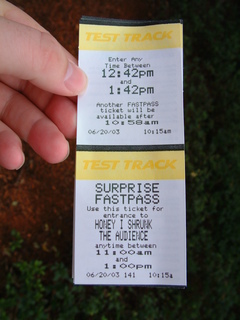 TEST TRACK
Enter Any
Time Between
12:42pm
and
1:42pm
Another FASTPASS
ticket will be
available after
10:58am
06/20/03 10:15am
TEST TRACK
SURPRISE
FASTPASS
Use this ticket for
entrance to
HONEY I SHRUNK
THE AUDIENCE
anytime between
11:00am
and
1:00pm
06/20/03 141 10:15a